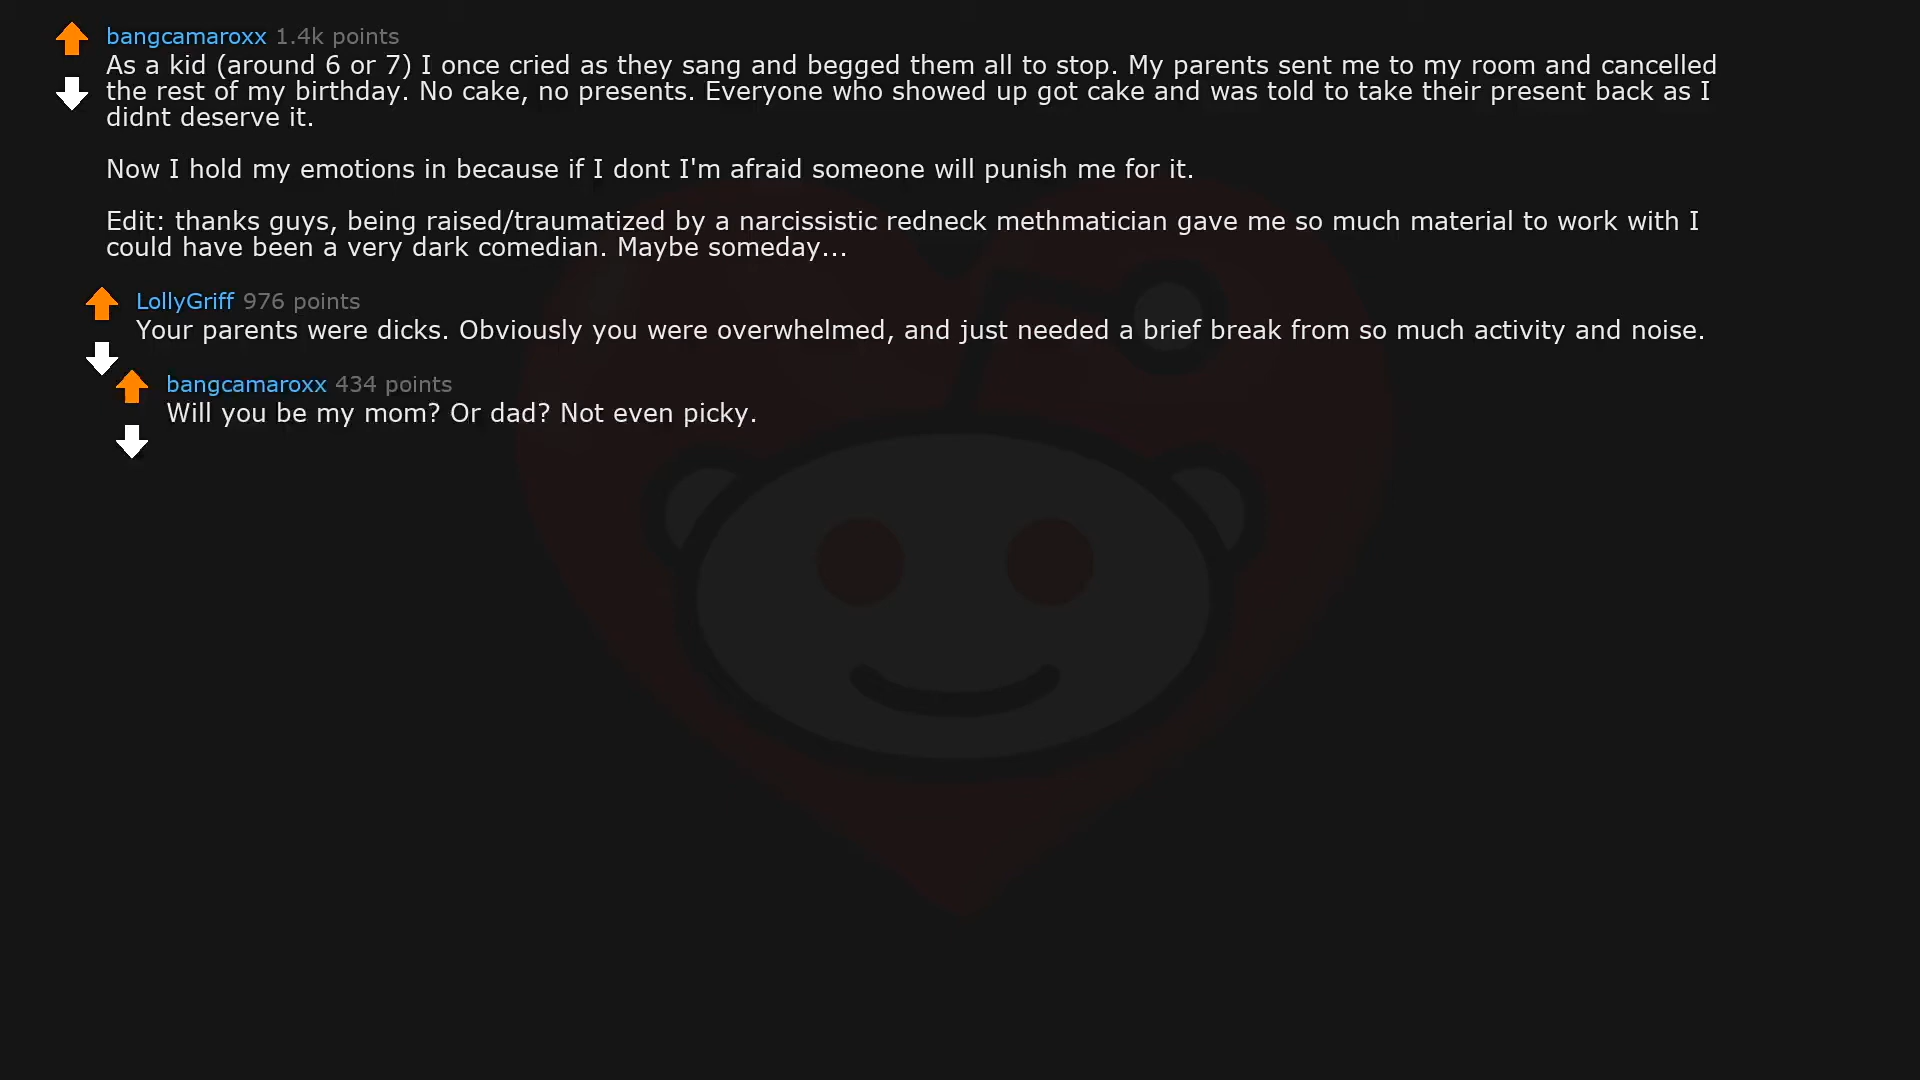 bangcamaroxx 1.4k points
As a kid (around 6 or 7) I once cried as they sang and begged them all to stop. My parents sent me to my room and cancelled
the rest of my birthday. No cake, no presents. Everyone who showed up got cake and was told to take their present back as I
didnt deserve it.
Now I hold my emotions in because if I dont I'm afraid someone will punish me for it.
Edit: thanks guys, being raised/traumatized by a narcissistic redneck methmatician gave me so much material to work with I
could have been a very dark comedian. Maybe someday...
LollyGriff 976 points
Your parents were dicks. Obviously you were overwhelmed, and just needed a brief break from so much activity and noise.
bangcamaroxx 434 points
Will you be my mom? Or dad? Not even picky.